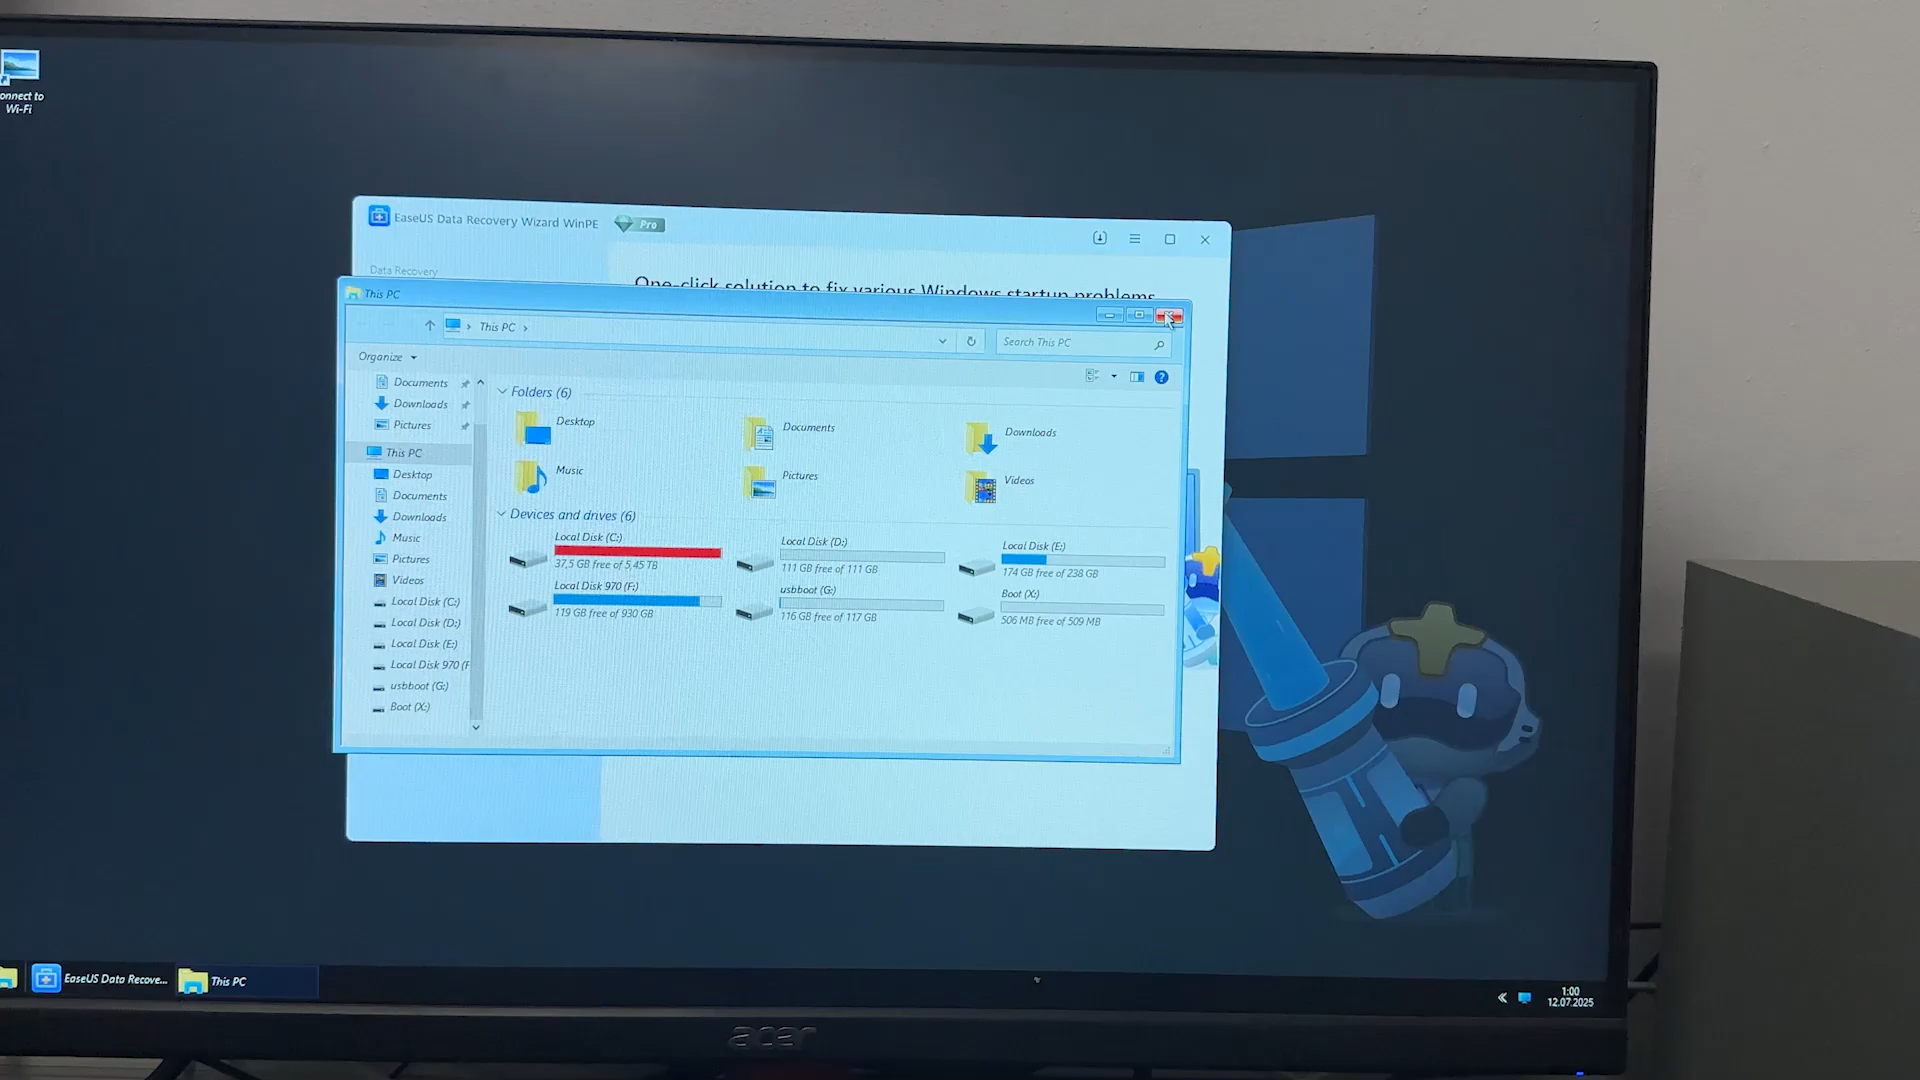 onnect to
Wi-Fi
EaseUS Data Recovery Wizard WinPE
Pro
Data Recovery
One-click solution to fix various Windows startup problems
This PC
This PC
Search This PC
Organize
Documents
Downloads
Pictures
This PC
Desktop
Documents
Downloads
Music
Pictures
Videos
Local Disk (C:)
Local Disk (D:)
Local Disk (E:)
Local Disk 970 (F
usbboot (G:)
Boot (X:)
Folders (6)
Desktop
Documents
Downloads
Music
Pictures
Videos
Devices and drives (6)
Local Disk (C:)
37,5 GB free of 5,45 TB
Local Disk (D:)
111 GB free of 111 GB
Local Disk (E:)
174 GB free of 238 GB
Local Disk 970 (F:)
119 GB free of 930 GB
usbboot (G:)
116 GB free of 117 GB
Boot (X:)
506 MB free of 509 MB
EaseUS Data Recove...
This PC
1:00
12.07.2025
acer